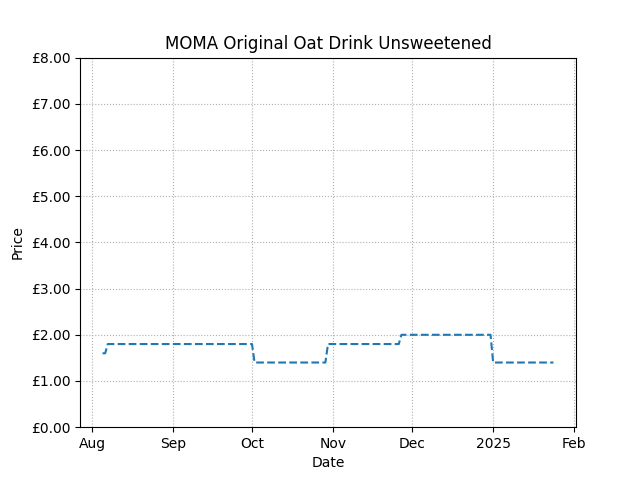 MOMA Original Oat Drink Unsweetened
£8.00
£7.00
£6.00
£5.00
£4.00
£3.00
£2.00
£1.00
£0.00
Price
Aug Sep Oct Nov Dec 2025 Feb
Date